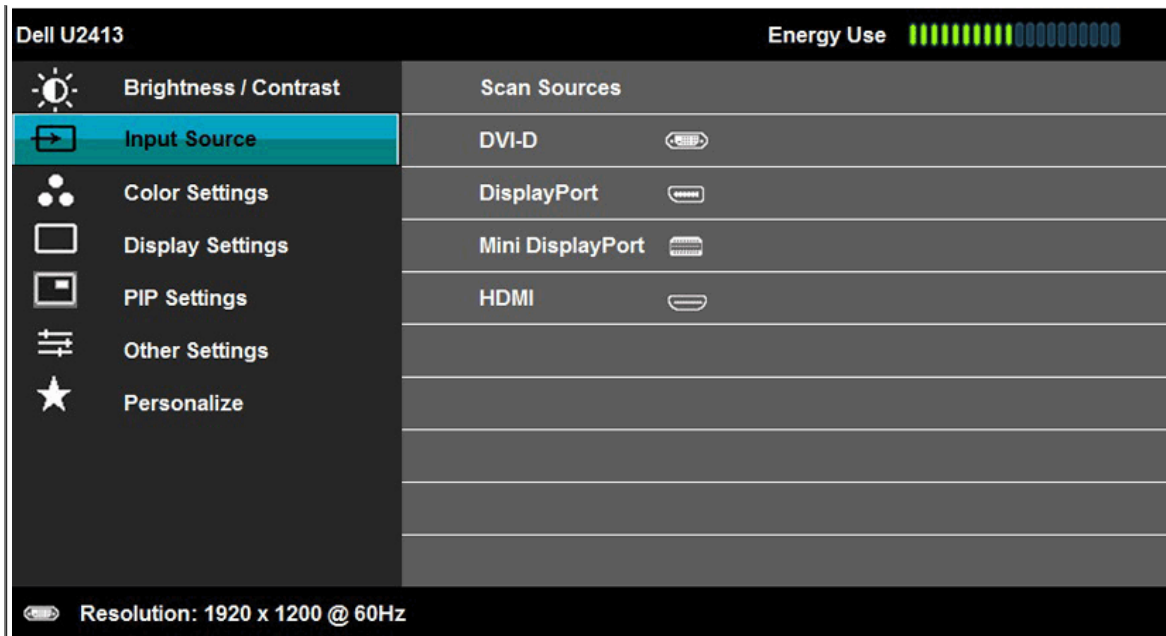 Dell U2413
Energy Use
Brightness / Contrast
Scan Sources
Input Source
DVI-D
Color Settings
DisplayPort
Display Settings
Mini DisplayPort
PIP Settings
HDMI
Other Settings
Personalize
Resolution: 1920 x 1200 @ 60Hz